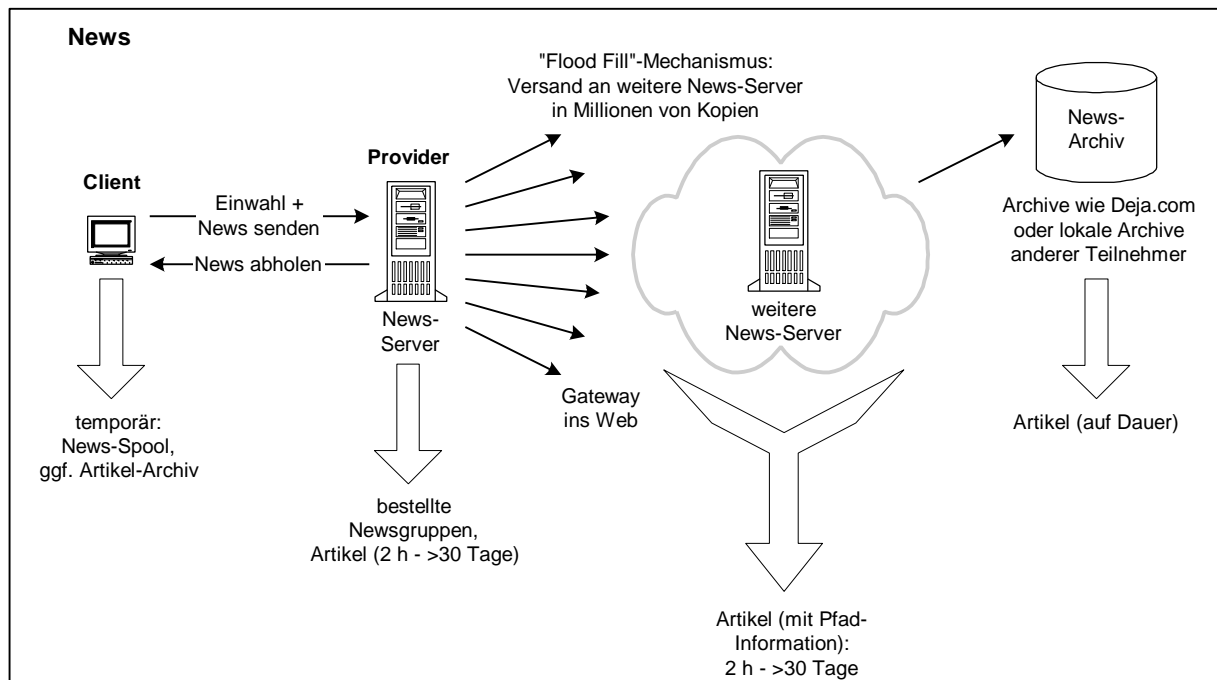 News
"Flood Fill"-Mechanismus:
Versand an weitere News-Server
in Millionen von Kopien
News-
Archiv
Provider
Client
Einwahl +
News senden
News abholen
News-
Server
weitere
News-Server
Archive wie Deja.com
oder lokale Archive
anderer Teilnehmer
Gateway
ins Web
temporär:
News-Spool,
ggf. Artikel-Archiv
Artikel (auf Dauer)
bestellte
Newsgruppen,
Artikel (2 h - >30 Tage)
Artikel (mit Pfad-
Information):
2 h - >30 Tage